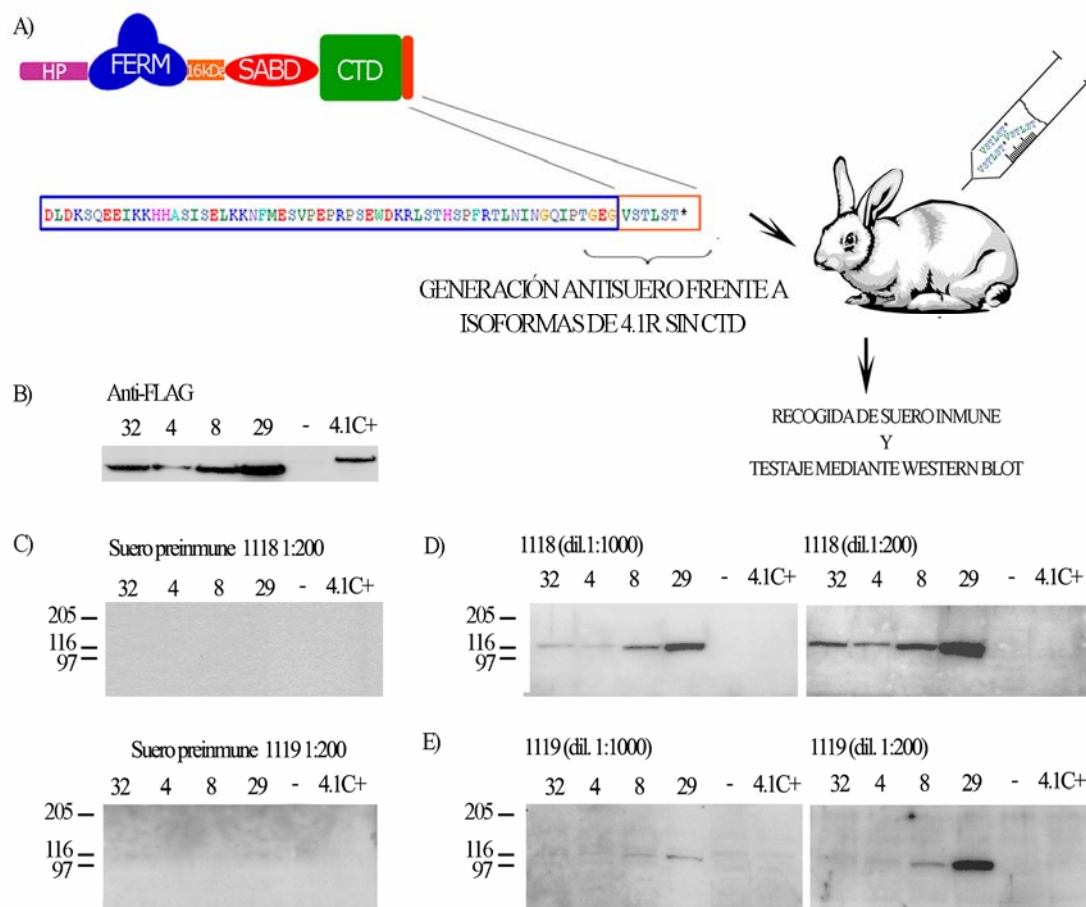 A)
HP FERM 16kDa SABD CTD
VSTLST*
VSTLST*VSTLST
DLDKSQEEIKKHHASISELKKNFMESVPEPRPSEWDKRLSTHSPFRTLNINGQIPTGEG VSTLST*
GENERACIÓN ANTISUERO FRENTE A
ISOFORMAS DE 4.1R SIN CTD
RECOGIDA DE SUERO INMUNE
Y
TESTAJE MEDIANTE WESTERN BLOT
B)
Anti-FLAG
32 4 8 29 - 4.1C+
C)
Suero preinmune 1118 1:200
32 4 8 29 - 4.1C+
205
116
97
Suero preinmune 1119 1:200
32 4 8 29 - 4.1C+
205
116
97
D)
1118 (dil.1:1000)
32 4 8 29 - 4.1C+
205
116
97
1118 (dil.1:200)
32 4 8 29 - 4.1C+
E)
1119 (dil. 1:1000)
32 4 8 29 - 4.1C+
205
116
97
1119 (dil. 1:200)
32 4 8 29 - 4.1C+